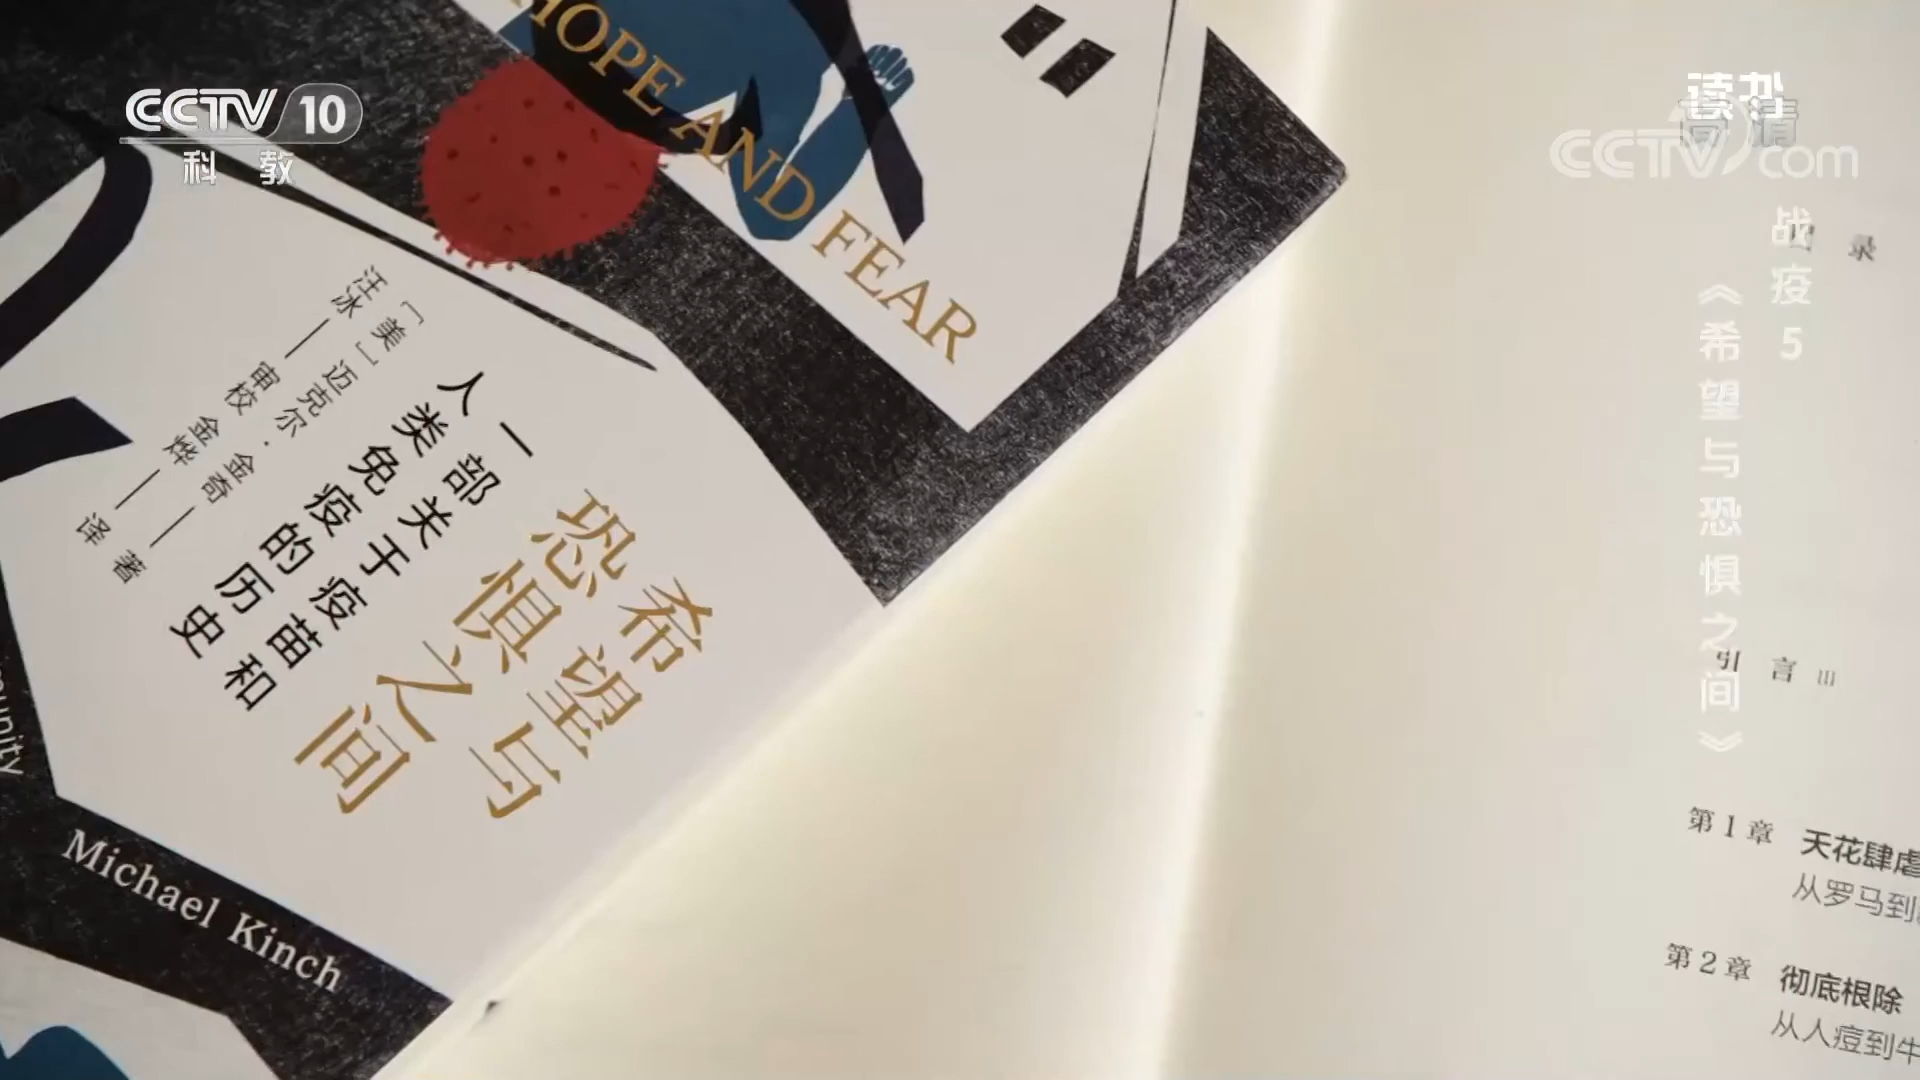 CCTV 10
科 教
读书
高清
CCTV com
战疫5
《希望与恐惧之间》
HOPE AND FEAR
希望与
恐惧之间
一部关于疫苗和
人类免疫的历史
［美］迈克尔·金奇 | 著
汪冰 | 审校 金烨 | 译
Michael Kinch
录
引 言 III
第1章 天花肆虐
从罗马到
第2章 彻底根除
从人痘到牛